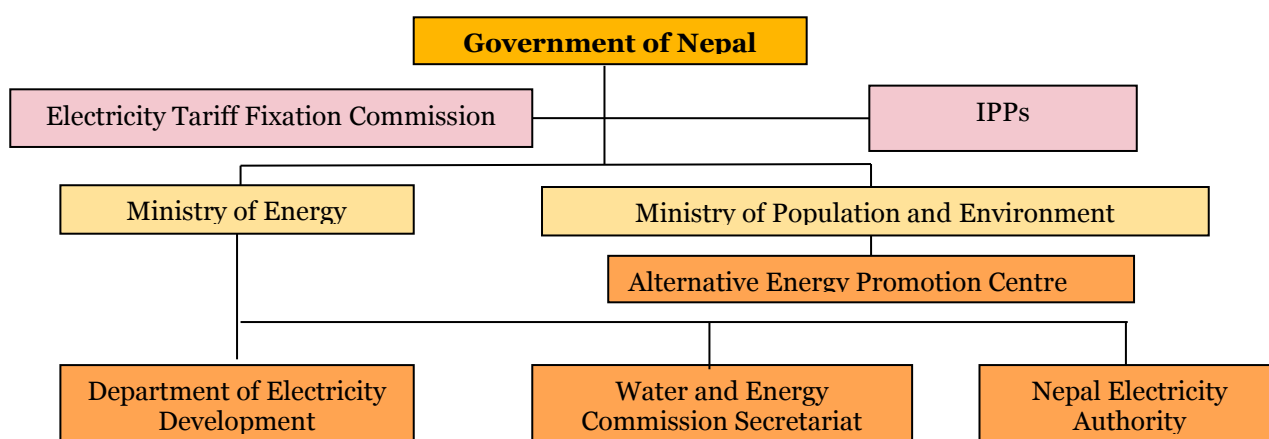 Government of Nepal
Electricity Tariff Fixation Commission
IPPs
Ministry of Energy
Ministry of Population and Environment
Alternative Energy Promotion Centre
Department of Electricity
Development
Water and Energy
Commission Secretariat
Nepal Electricity
Authority